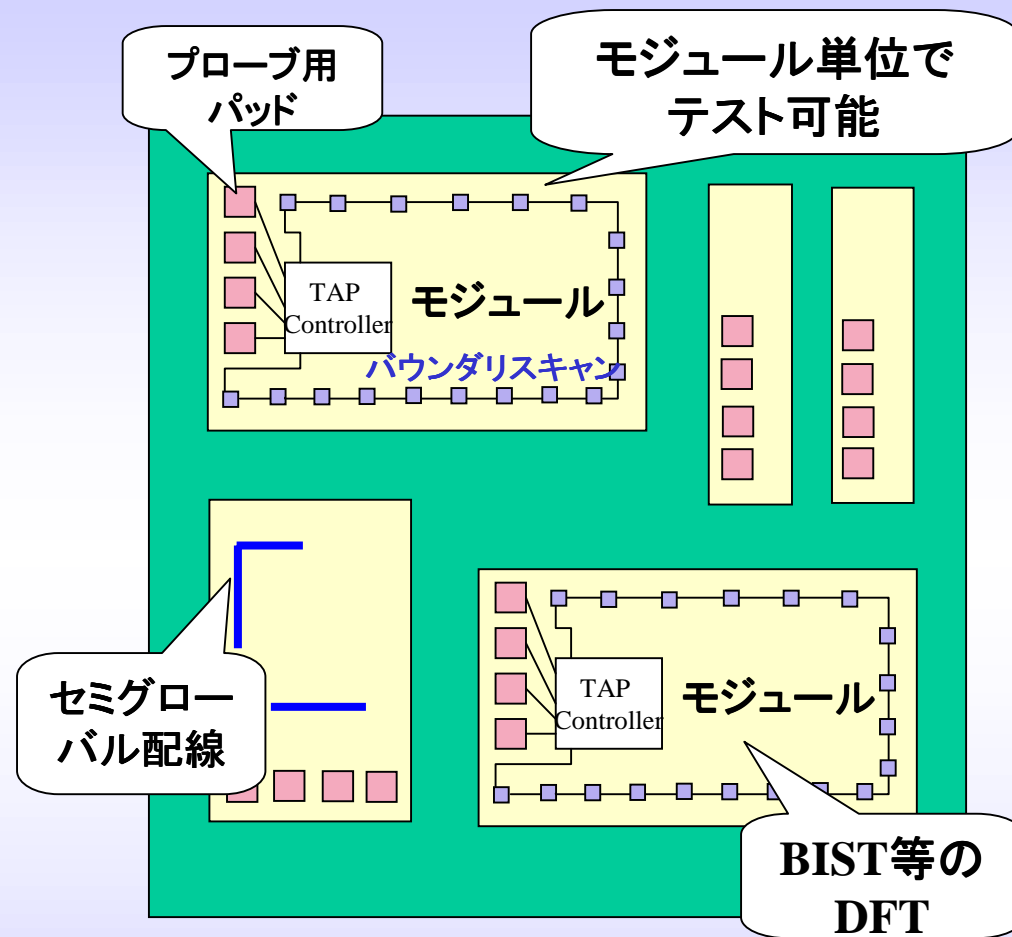 プローブ用
パッド
モジュール単位で
テスト可能
TAP
Controller
モジュール
バウンダリスキャン
セミグロー
バル配線
TAP
Controller
モジュール
BIST等の
DFT